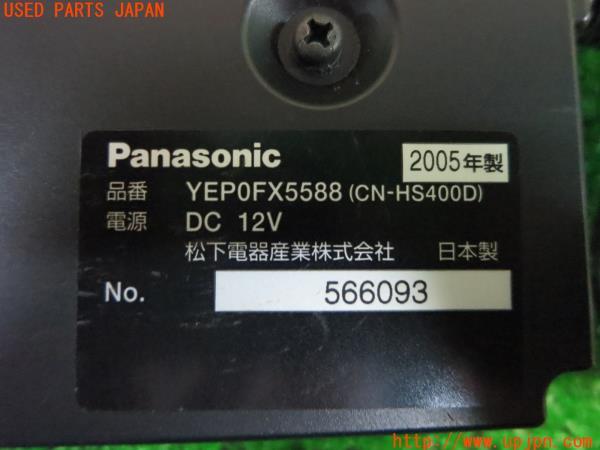 USED PARTS JAPAN
Panasonic 2005年製
品番 YEP0FX5588 (CN-HS400D)
電源 DC 12V
松下電器産業株式会社 日本製
No. 566093
http://www.upjpn.com